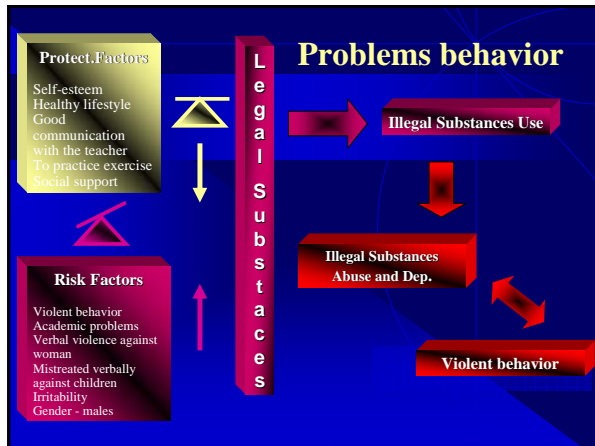 Problems behavior
Protect.Factors
Self-esteem
Healthy lifestyle
Good
communication
with the teacher
To practice exercise
Social support
Risk Factors
Violent behavior
Academic problems
Verbal violence against
woman
Mistreated verbally
against children
Irritability
Gender - males
Legal Substaces
Illegal Substances Use
Illegal Substances
Abuse and Dep.
Violent behavior